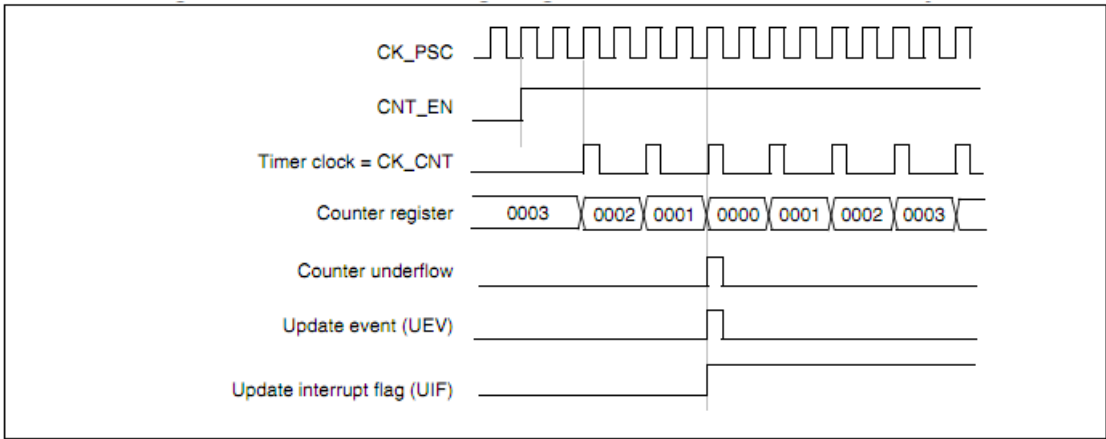 CK_PSC
CNT_EN
Timer clock = CK_CNT
Counter register 0003 0002 0001 0000 0001 0002 0003
Counter underflow
Update event (UEV)
Update interrupt flag (UIF)